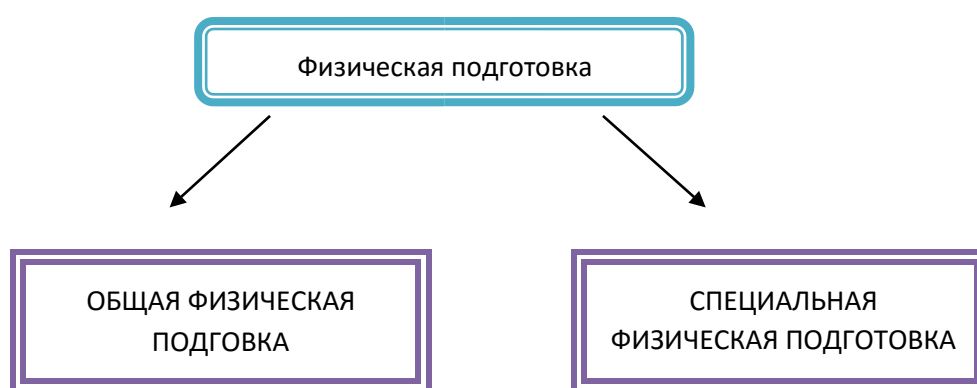 Физическая подготовка
ОБЩАЯ ФИЗИЧЕСКАЯ
ПОДГОВКА
СПЕЦИАЛЬНАЯ
ФИЗИЧЕСКАЯ ПОДГОТОВКА